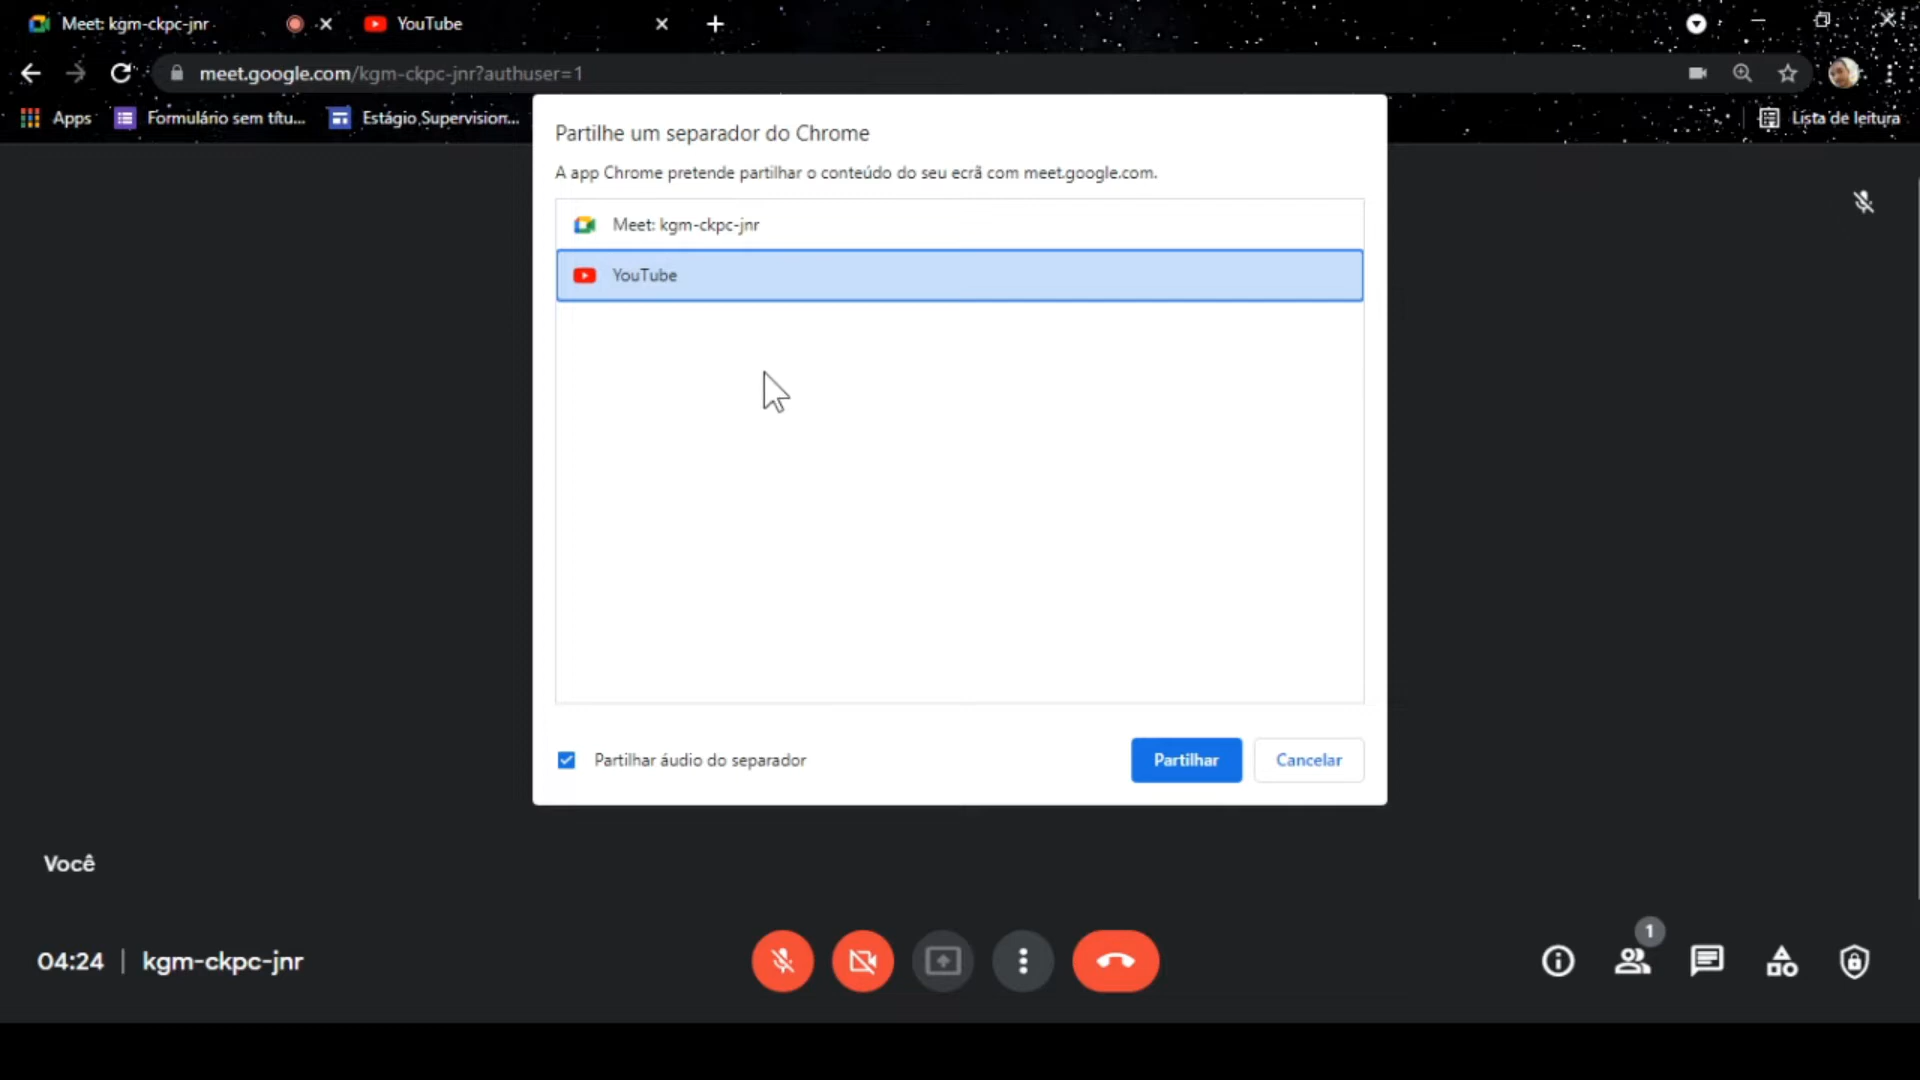 Meet: kgm-ckpc-jnr
YouTube
meet.google.com/kgm-ckpc-jnr?authuser=1
Apps
Formulário sem títu...
Estágio Supervision...
Lista de leitura
Partilhe um separador do Chrome
A app Chrome pretende partilhar o conteúdo do seu ecrã com meet.google.com.
Meet: kgm-ckpc-jnr
YouTube
Partilhar áudio do separador
Partilhar
Cancelar
Você
04:24 | kgm-ckpc-jnr
1